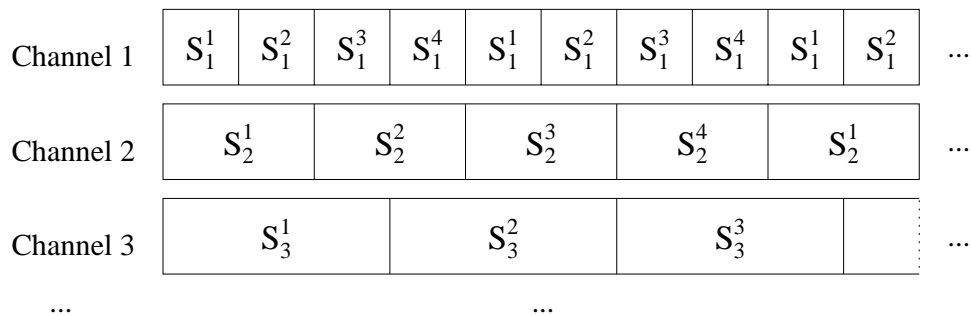 Channel 1 S₁¹ S₁² S₁³ S₁⁴ S₁¹ S₁² S₁³ S₁⁴ S₁¹ S₁² ...
Channel 2 S₂¹ S₂² S₂³ S₂⁴ S₂¹ ...
Channel 3 S₃¹ S₃² S₃³ ...
... ...